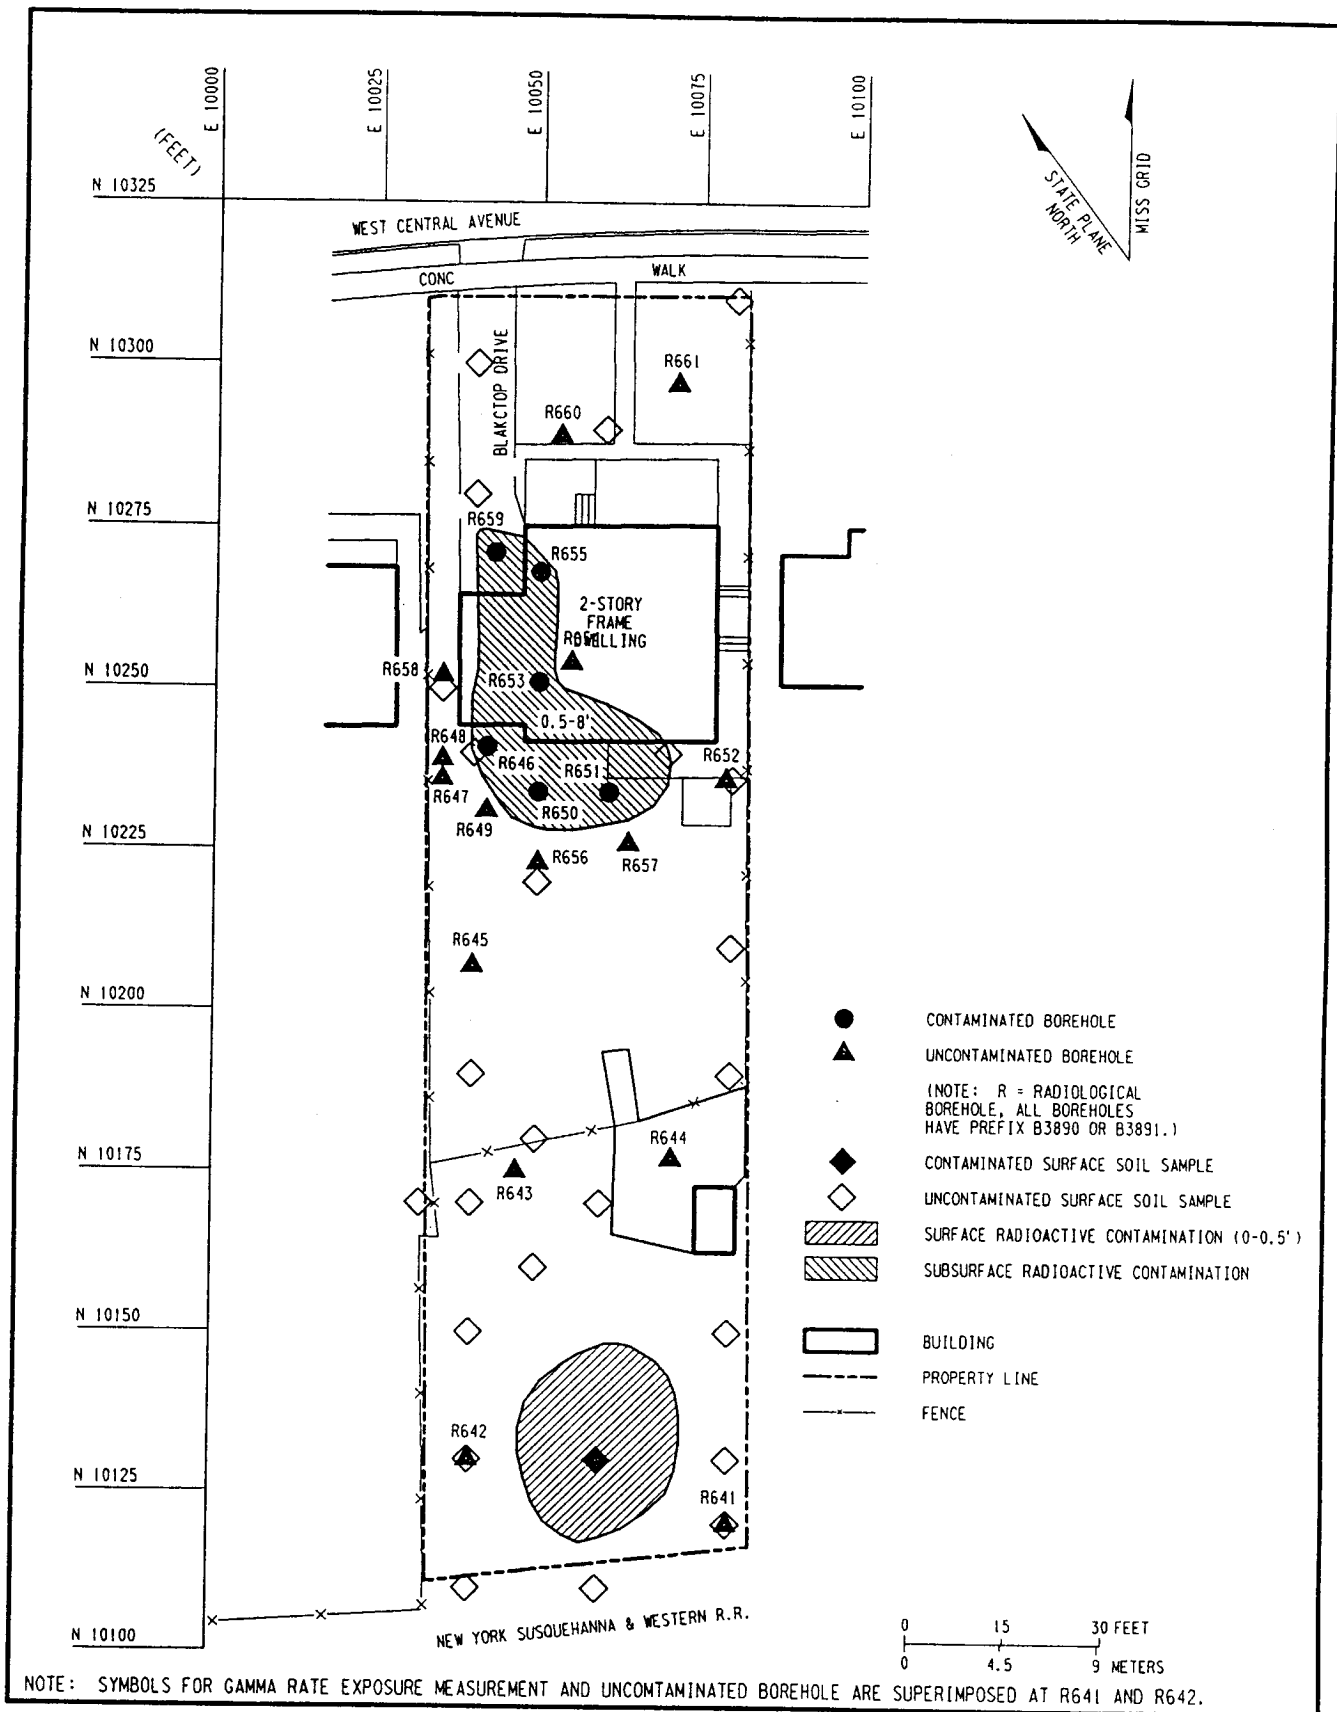 E 10000
E 10025
E 10050
E 10075
E 10100
(FEET)
N 10325
STATE PLANE
NORTH
MISS GRID
WEST CENTRAL AVENUE
CONC
WALK
N 10300
BLAKCTOP DRIVE
R661
R660
N 10275
R659
R655
2-STORY
FRAME
DWELLING
R658
N 10250
R653
0.5-8'
R648
R646
R651
R652
R647
R650
R649
N 10225
R656
R657
R645
N 10200
CONTAMINATED BOREHOLE
UNCONTAMINATED BOREHOLE
(NOTE: R = RADIOLOGICAL
BOREHOLE, ALL BOREHOLES
HAVE PREFIX B3890 OR B3891.)
R644
N 10175
R643
CONTAMINATED SURFACE SOIL SAMPLE
UNCONTAMINATED SURFACE SOIL SAMPLE
SURFACE RADIOACTIVE CONTAMINATION (0-0.5')
SUBSURFACE RADIOACTIVE CONTAMINATION
N 10150
BUILDING
PROPERTY LINE
FENCE
R642
N 10125
R641
N 10100
NEW YORK SUSQUEHANNA & WESTERN R.R.
0 15 30 FEET
0 4.5 9 METERS
NOTE: SYMBOLS FOR GAMMA RATE EXPOSURE MEASUREMENT AND UNCOMTAMINATED BOREHOLE ARE SUPERIMPOSED AT R641 AND R642.